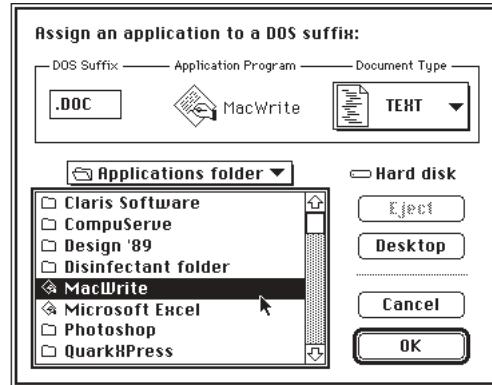 Assign an application to a DOS suffix:
DOS Suffix Application Program Document Type
.DOC MacWrite TEXT
Applications folder Hard disk
Claris Software
CompuServe
Design '89
Disinfectant folder
MacWrite
Microsoft Excel
Photoshop
QuarkXPress
Eject
Desktop
Cancel
OK